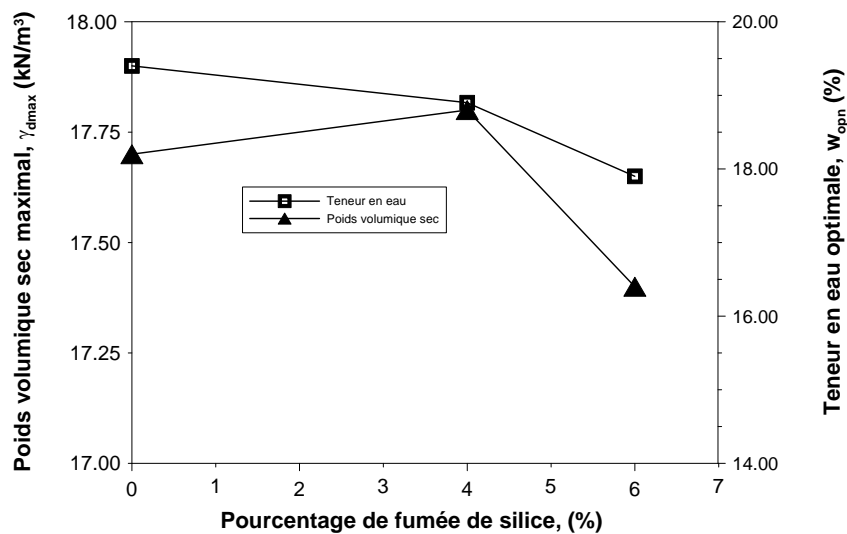 Poids volumique sec maximal, γdmax (kN/m³)
18.00
17.75
17.50
17.25
17.00
Teneur en eau
Poids volumique sec
20.00
18.00
16.00
14.00
Teneur en eau optimale, wopn (%)
0 1 2 3 4 5 6 7
Pourcentage de fumée de silice, (%)